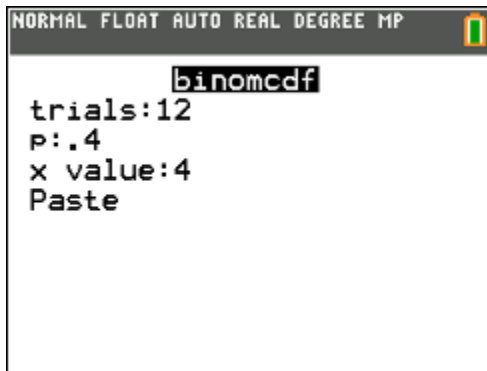 NORMAL FLOAT AUTO REAL DEGREE MP
binomcdf
trials:12
p:.4
x value:4
Paste